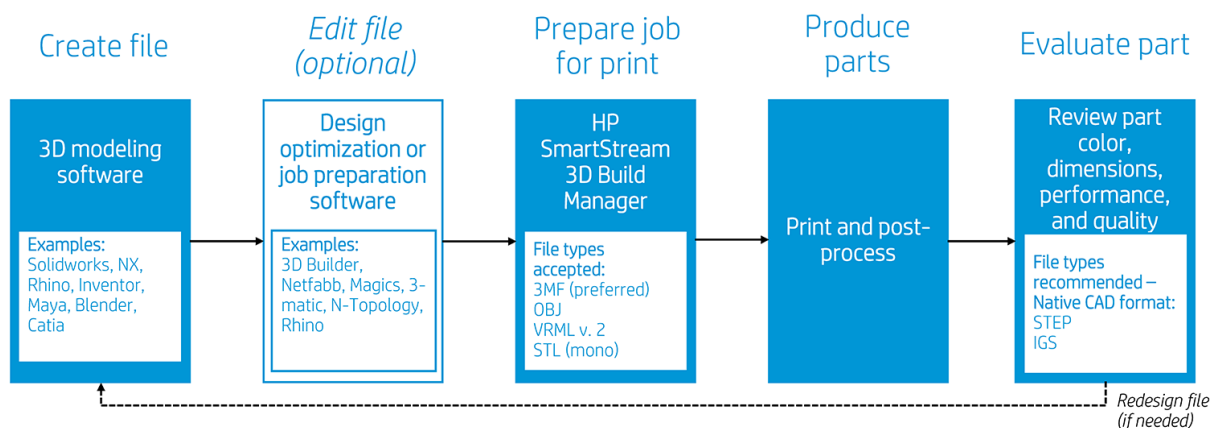 Create file
3D modeling
software
Examples:
Solidworks, NX,
Rhino, Inventor,
Maya, Blender,
Catia
Edit file
(optional)
Design
optimization or
job preparation
software
Examples:
3D Builder,
Netfabb, Magics, 3-
matic, N-Topology,
Rhino
Prepare job
for print
HP
SmartStream
3D Build
Manager
File types
accepted:
3MF (preferred)
OBJ
VRML v. 2
STL (mono)
Produce
parts
Print and post-
process
Evaluate part
Review part
color,
dimensions,
performance,
and quality
File types
recommended –
Native CAD format:
STEP
IGS
Redesign file
(if needed)